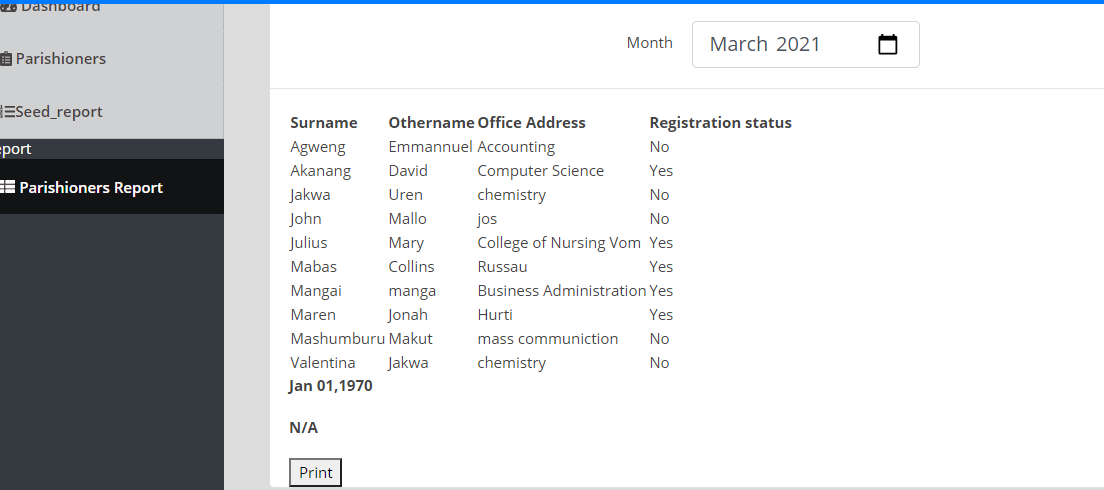 Dashboard
Parishioners
Seed_report
eport
Parishioners Report
Month March 2021
Surname Othername Office Address Registration status
Agweng Emmannuel Accounting No
Akanang David Computer Science Yes
Jakwa Uren chemistry No
John Mallo jos No
Julius Mary College of Nursing Vom Yes
Mabas Collins Russau Yes
Mangai manga Business Administration Yes
Maren Jonah Hurti Yes
Mashumburu Makut mass communiction No
Valentina Jakwa chemistry No
Jan 01,1970
N/A
Print